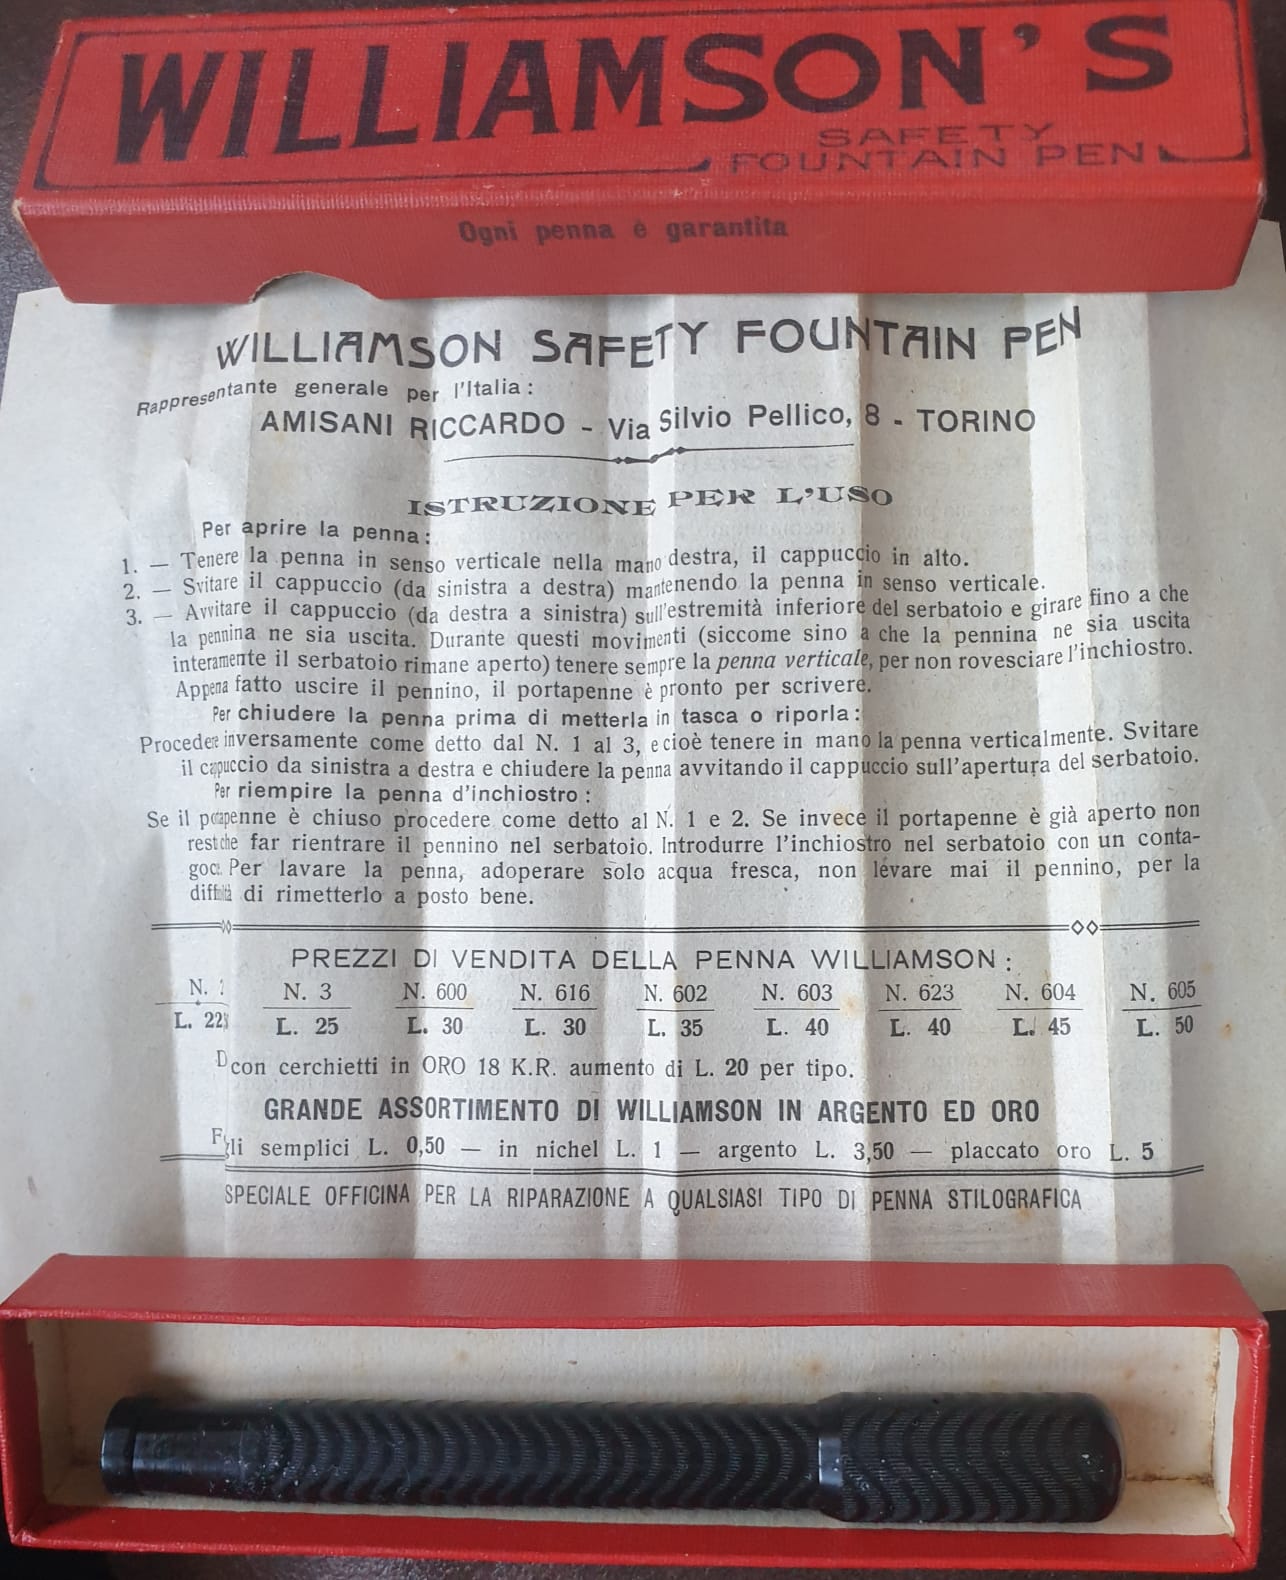 WILLIAMSON'S
SAFETY
FOUNTAIN PEN
Ogni penna è garantita
WILLIAMSON SAFETY FOUNTAIN PEN
Rappresentante generale per l'Italia:
AMISANI RICCARDO - Via Silvio Pellico, 8 - TORINO
ISTRUZIONE PER L'USO
Per aprire la penna:
1. — Tenere la penna in senso verticale nella mano destra, il cappuccio in alto.
2. — Svitare il cappuccio (da sinistra a destra) mantenendo la penna in senso verticale.
3. — Avvitare il cappuccio (da destra a sinistra) sull'estremità inferiore del serbatoio e girare fino a che
la pennina ne sia uscita. Durante questi movimenti (siccome sino a che la pennina ne sia uscita
interamente il serbatoio rimane aperto) tenere sempre la penna verticale, per non rovesciare l'inchiostro.
Appena fatto uscire il pennino, il portapenne è pronto per scrivere.
Per chiudere la penna prima di metterla in tasca o riporla:
Procedere inversamente come detto dal N. 1 al 3, e cioè tenere in mano la penna verticalmente. Svitare
il cappuccio da sinistra a destra e chiudere la penna avvitando il cappuccio sull'apertura del serbatoio.
Per riempire la penna d'inchiostro:
Se il portapenne è chiuso procedere come detto al N. 1 e 2. Se invece il portapenne è già aperto non
resta che far rientrare il pennino nel serbatoio. Introdurre l'inchiostro nel serbatoio con un conta-
goc. Per lavare la penna, adoperare solo acqua fresca, non levare mai il pennino, per la
difficoltà di rimetterlo a posto bene.
PREZZI DI VENDITA DELLA PENNA WILLIAMSON:
N. N. 3 N. 600 N. 616 N. 602 N. 603 N. 623 N. 604 N. 605
L. 22 L. 25 L. 30 L. 30 L. 35 L. 40 L. 40 L. 45 L. 50
con cerchietti in ORO 18 K.R. aumento di L. 20 per tipo.
GRANDE ASSORTIMENTO DI WILLIAMSON IN ARGENTO ED ORO
semplici L. 0,50 — in nichel L. 1 — argento L. 3,50 — placcato oro L. 5
SPECIALE OFFICINA PER LA RIPARAZIONE A QUALSIASI TIPO DI PENNA STILOGRAFICA